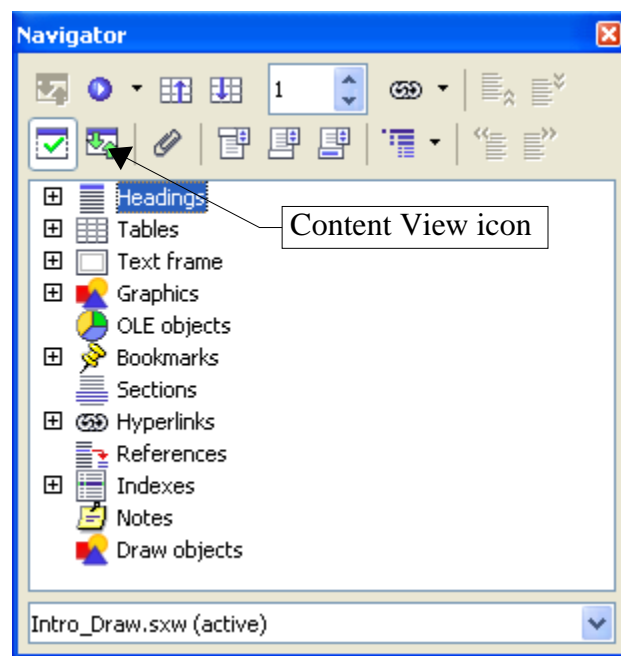 Navigator
1
Headings
Content View icon
Tables
Text frame
Graphics
OLE objects
Bookmarks
Sections
Hyperlinks
References
Indexes
Notes
Draw objects
Intro_Draw.sxw (active)